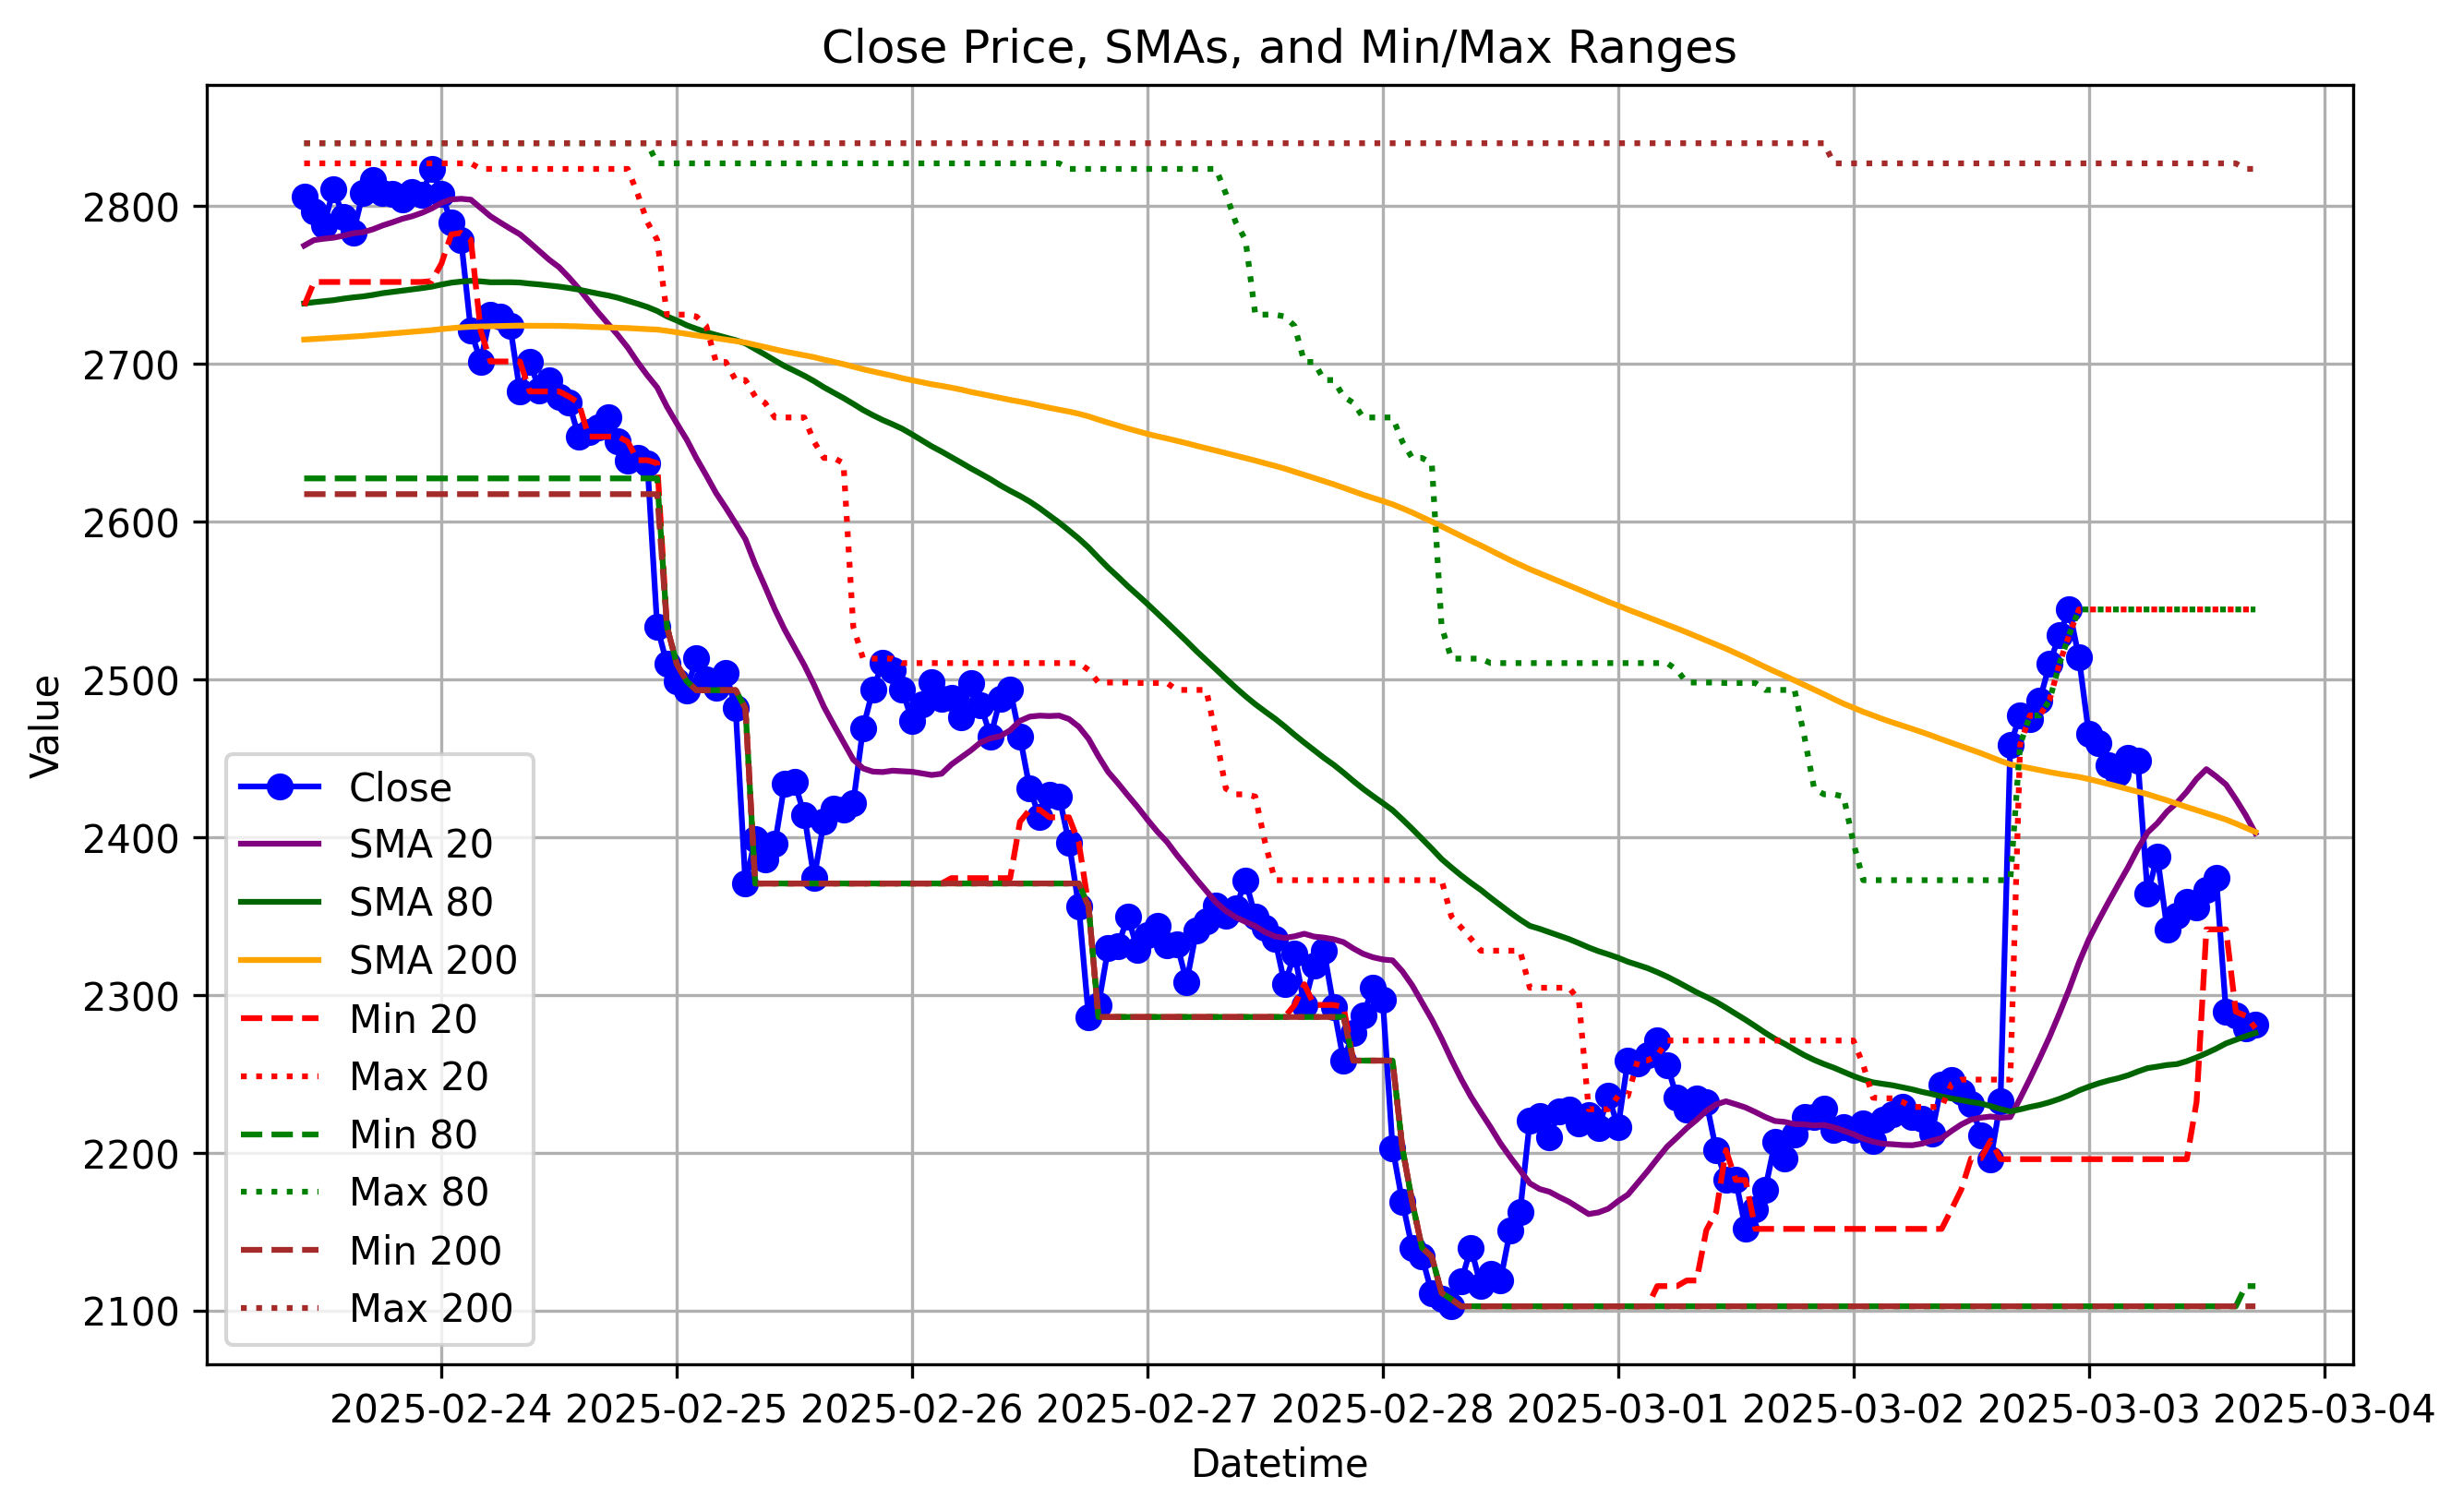 Close Price, SMAs, and Min/Max Ranges
Value
2800
2700
2600
2500
2400
2300
2200
2100
Close
SMA 20
SMA 80
SMA 200
Min 20
Max 20
Min 80
Max 80
Min 200
Max 200
2025-02-24 2025-02-25 2025-02-26 2025-02-27 2025-02-28 2025-03-01 2025-03-02 2025-03-03 2025-03-04
Datetime